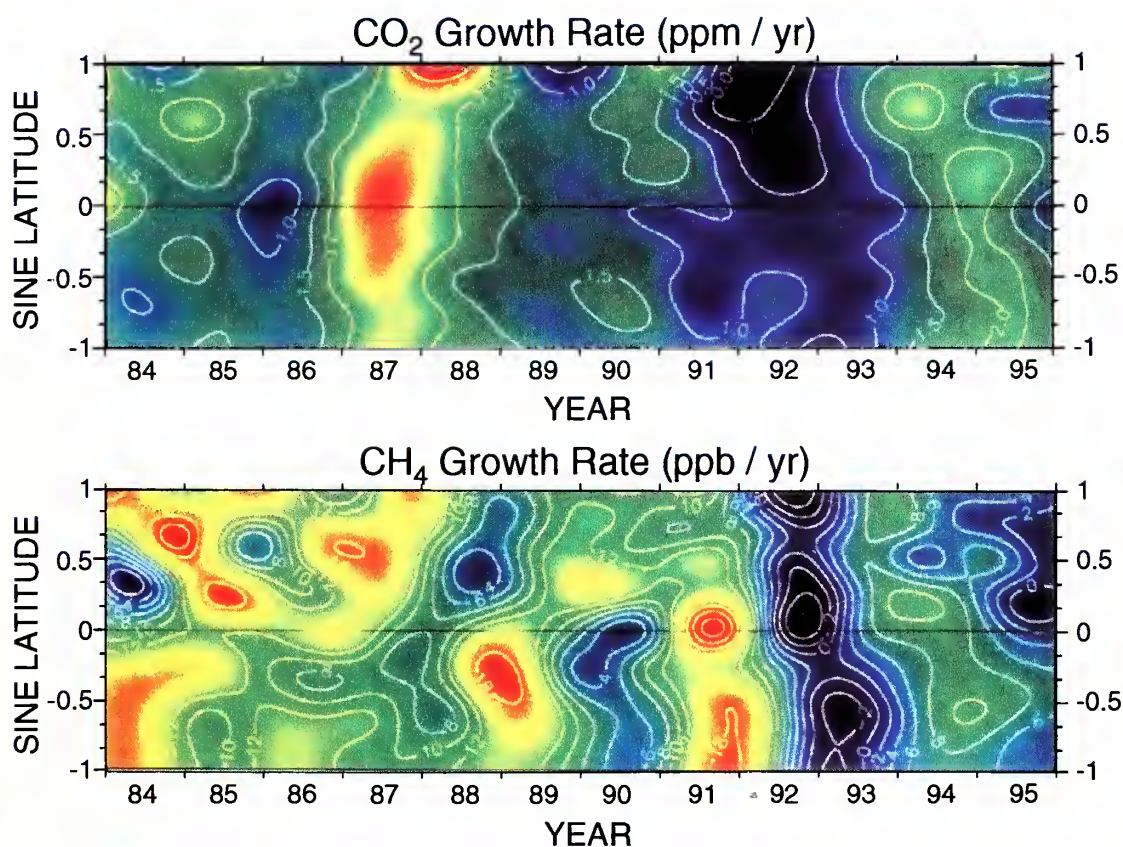 CO₂ Growth Rate (ppm / yr)
1 0.5 0 -0.5 -1
SINE LATITUDE
1 0.5 0 -0.5 -1
84 85 86 87 88 89 90 91 92 93 94 95
YEAR
CH₄ Growth Rate (ppb / yr)
1 0.5 0 -0.5 -1
SINE LATITUDE
1 0.5 0 -0.5 -1
84 85 86 87 88 89 90 91 92 93 94 95
YEAR